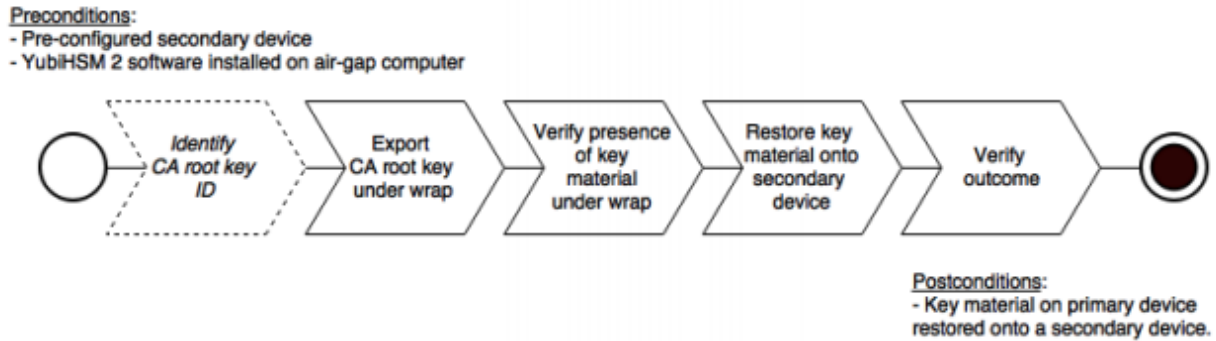 Preconditions:
- Pre-configured secondary device
- YubiHSM 2 software installed on air-gap computer
Identify
CA root key
ID
Export
CA root key
under wrap
Verify presence
of key
material
under wrap
Restore key
material onto
secondary
device
Verify
outcome
Postconditions:
- Key material on primary device
restored onto a secondary device.